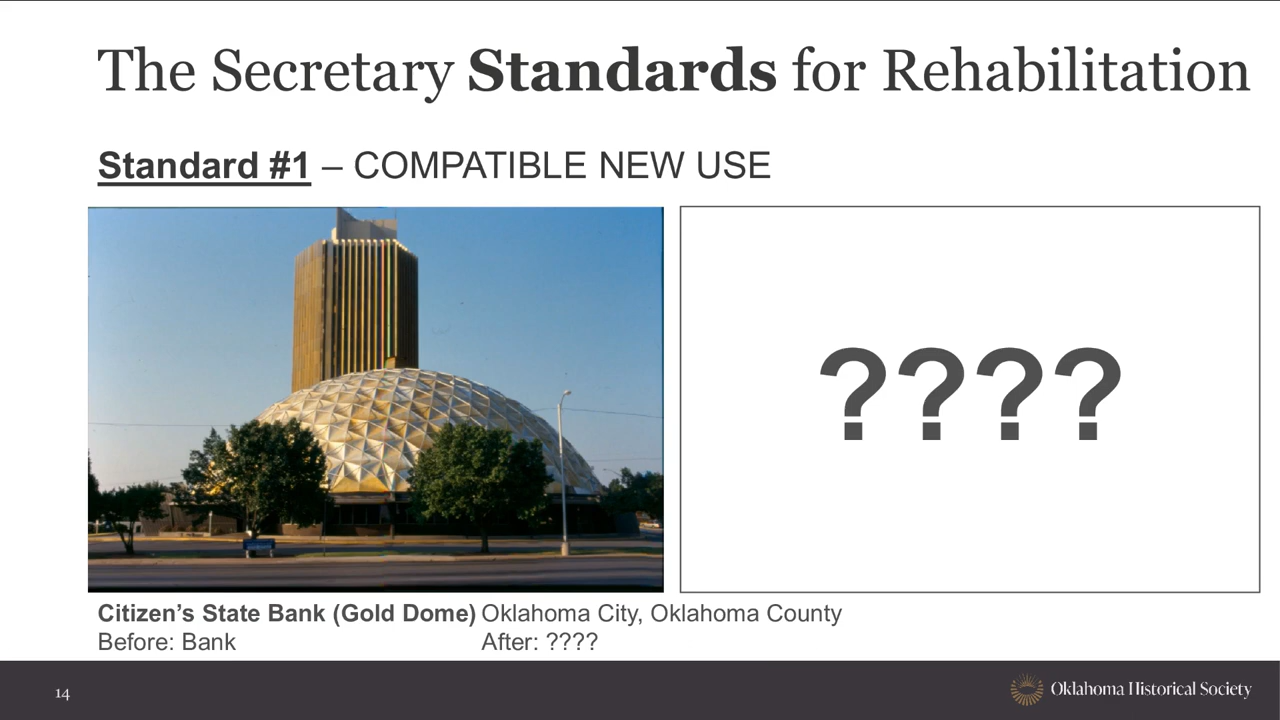 The Secretary Standards for Rehabilitation
Standard #1 – COMPATIBLE NEW USE
????
Citizen’s State Bank (Gold Dome) Oklahoma City, Oklahoma County
Before: Bank After: ????
14
Oklahoma Historical Society